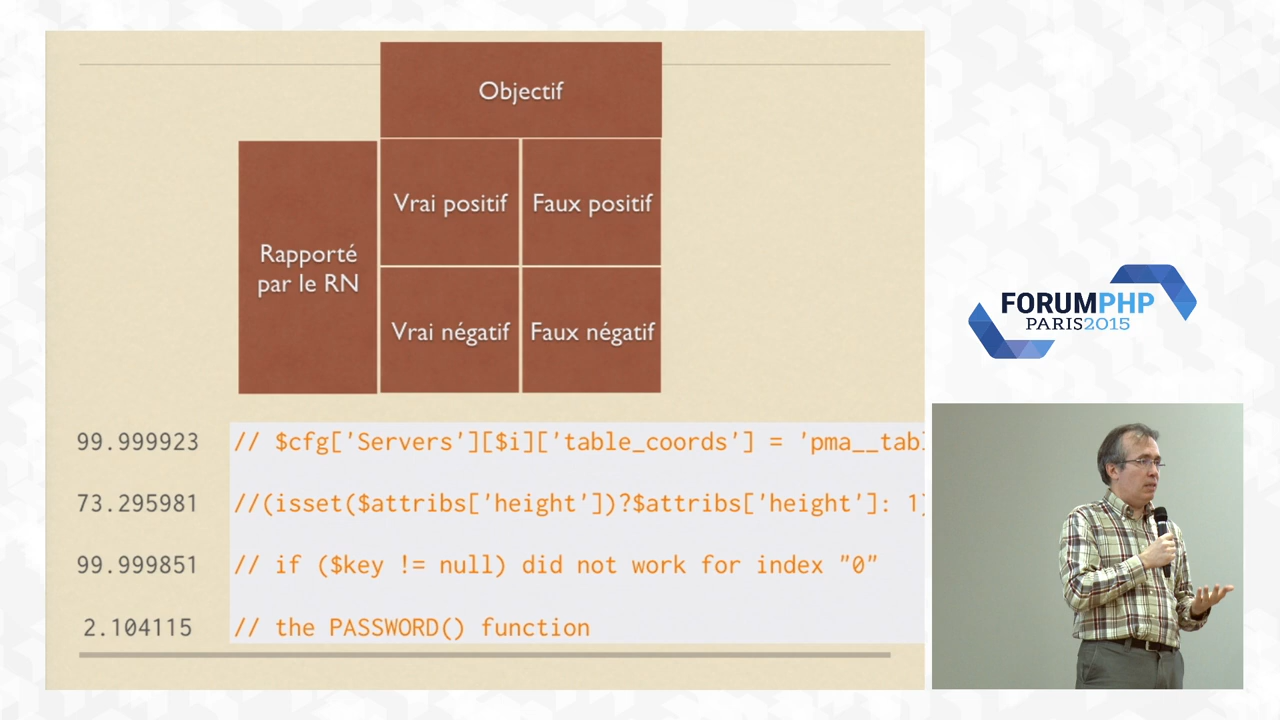 Objectif
Vrai positif
Faux positif
Rapporté
par le RN
Vrai négatif
Faux négatif
99.999923 // $cfg['Servers'][$i]['table_coords'] = 'pma__tab
73.295981 //(isset($attribs['height'])?$attribs['height']: 1
99.999851 // if ($key != null) did not work for index "0"
2.104115 // the PASSWORD() function
FORUMPHP
PARIS2015